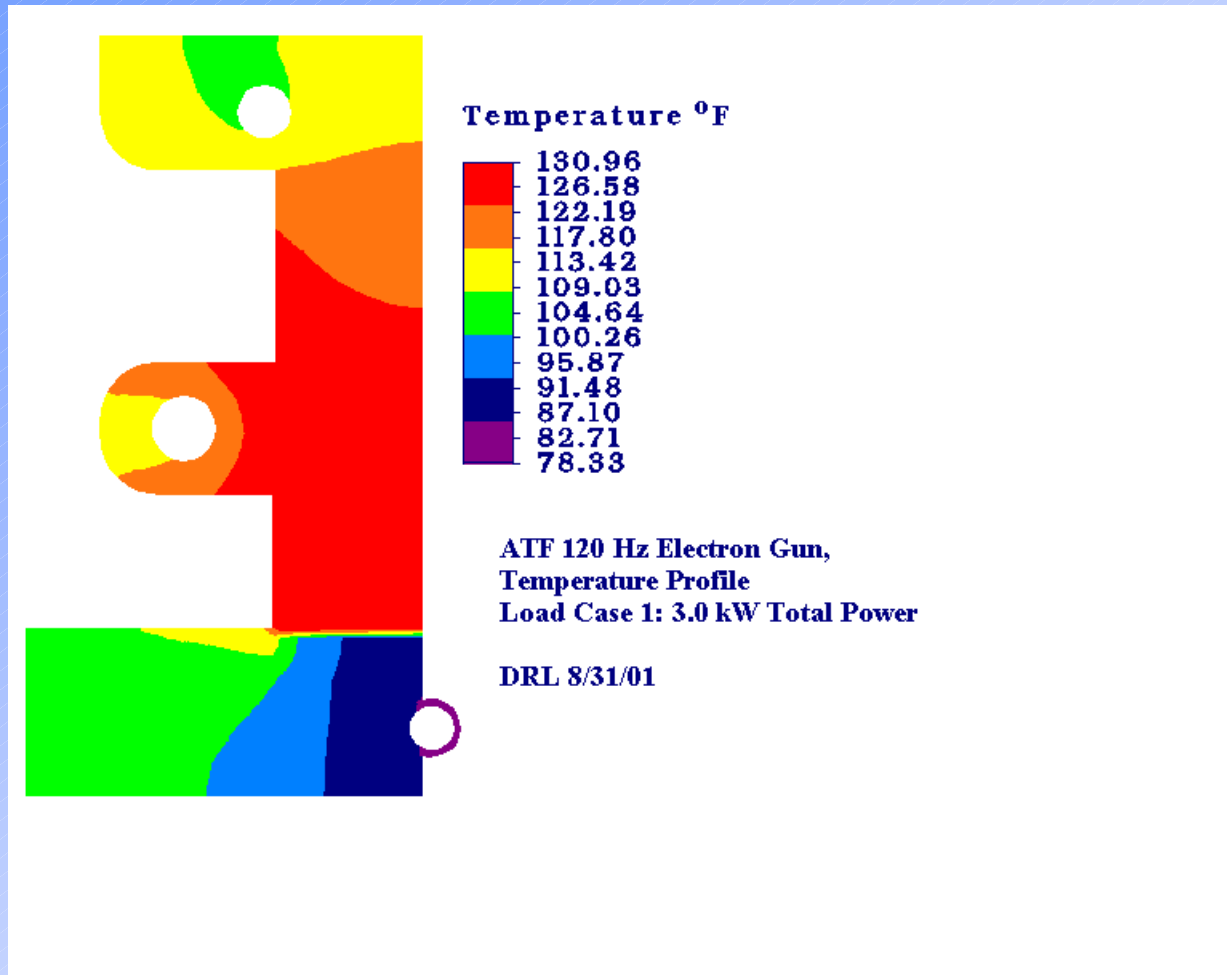 Temperature °F
130.96
126.58
122.19
117.80
113.42
109.03
104.64
100.26
95.87
91.48
87.10
82.71
78.33
ATF 120 Hz Electron Gun,
Temperature Profile
Load Case 1: 3.0 kW Total Power
DRL 8/31/01